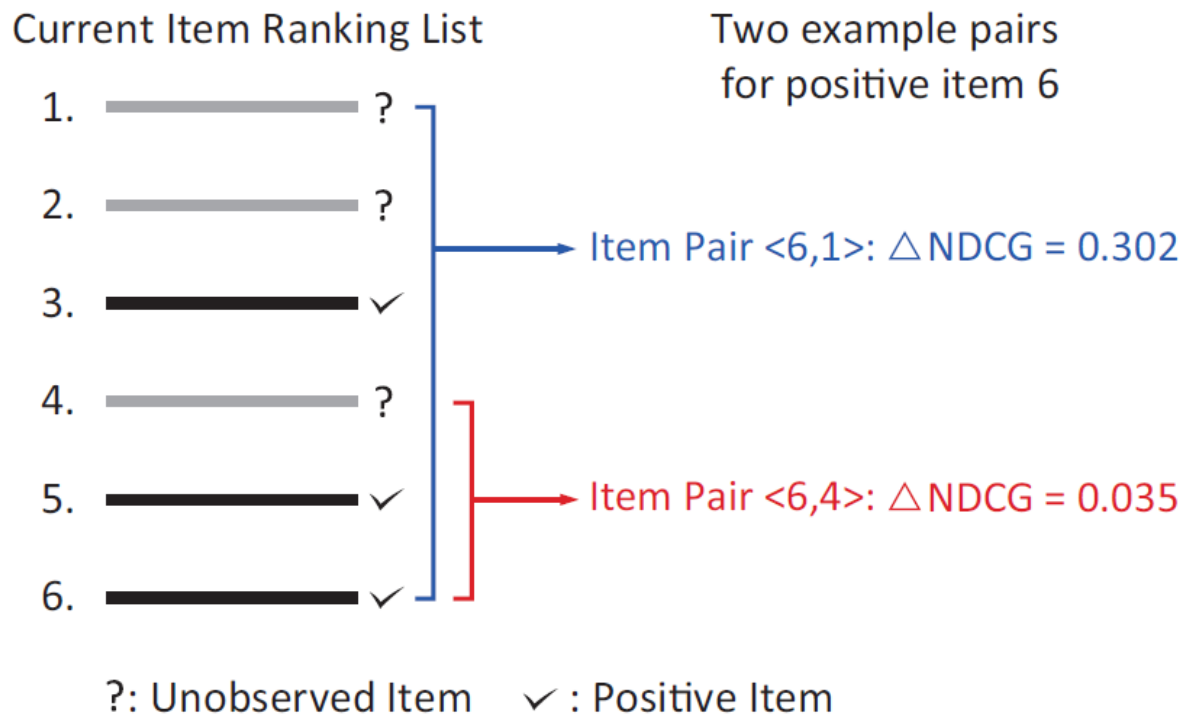 Current Item Ranking List
Two example pairs
for positive item 6
1. ?
2. ?
Item Pair <6,1>: △NDCG = 0.302
3. ✓
4. ?
5. ✓
Item Pair <6,4>: △NDCG = 0.035
6. ✓
?: Unobserved Item ✓ : Positive Item